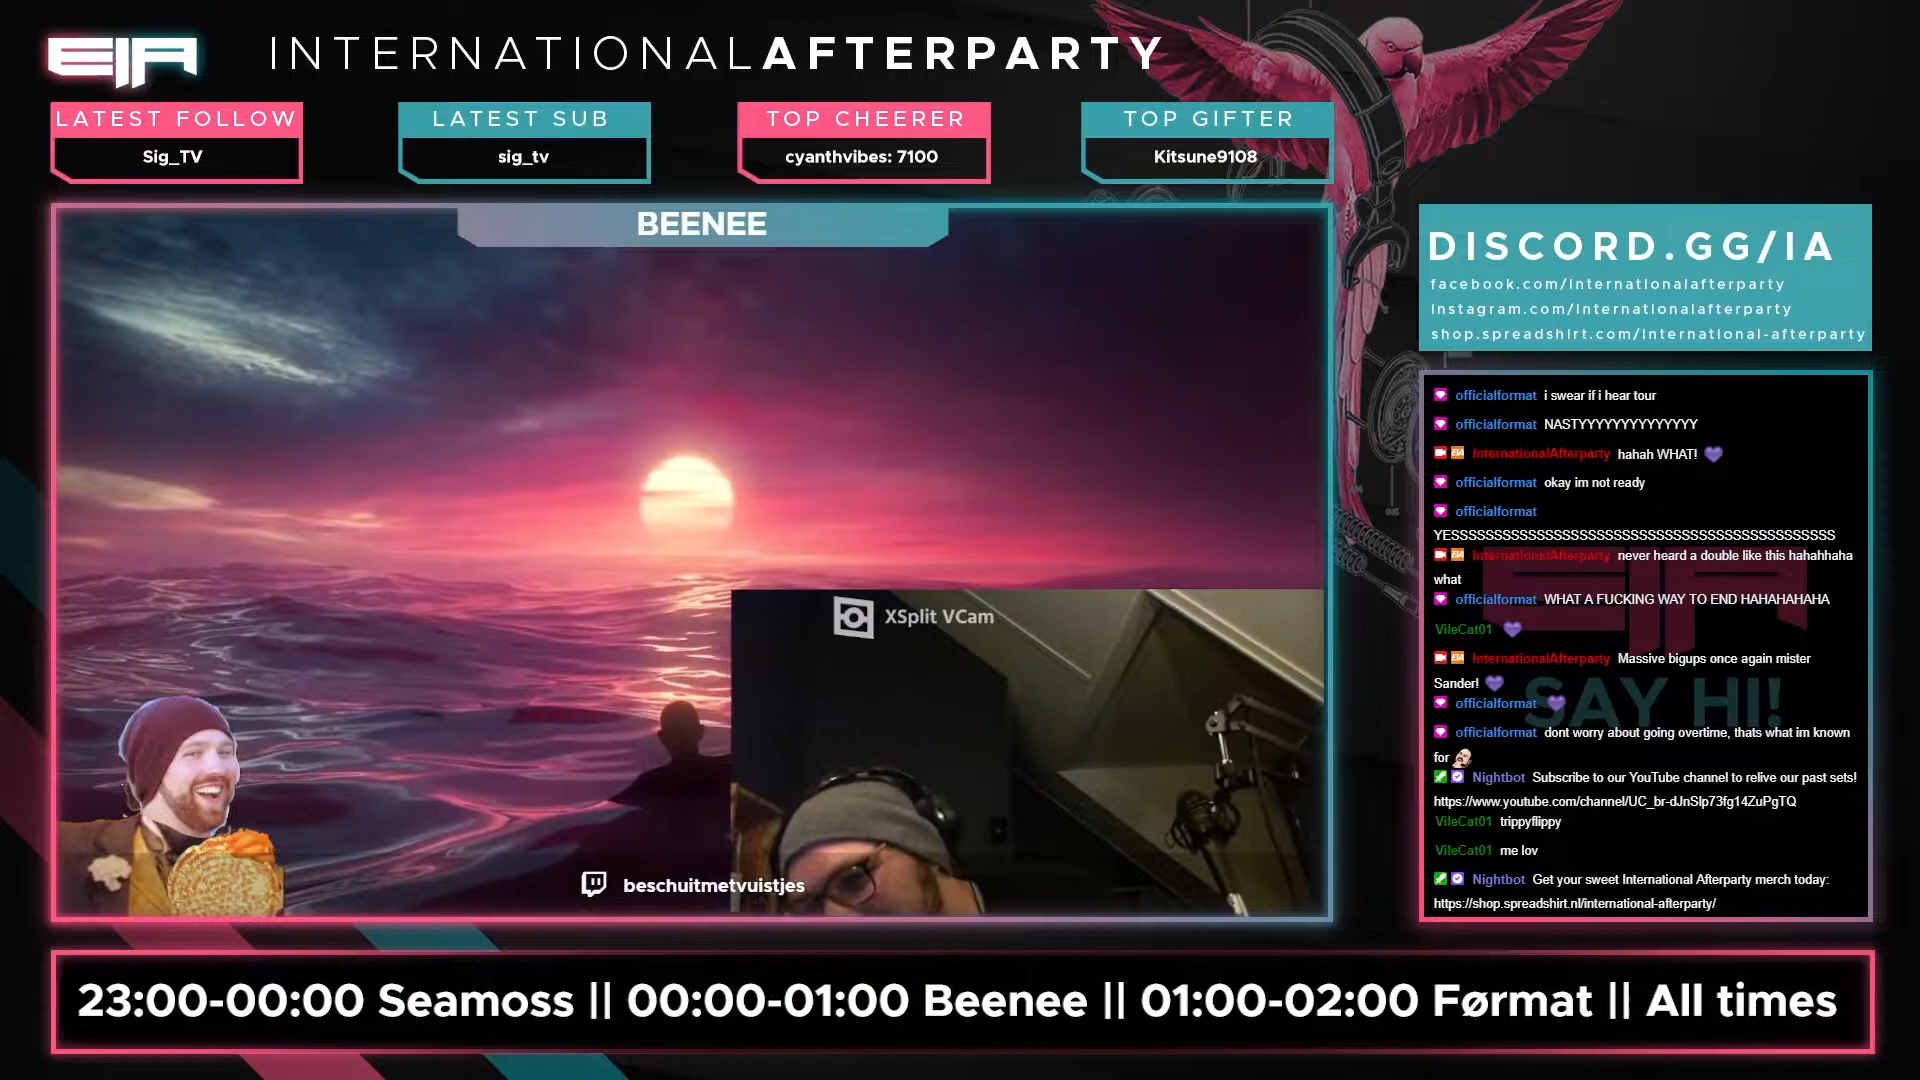 EIA
INTERNATIONALAFTERPARTY
LATEST FOLLOW
Sig_TV
LATEST SUB
sig_tv
TOP CHEERER
cyanthvibes: 7100
TOP GIFTER
Kitsune9108
BEENEE
XSplit VCam
beschuitmetvuistjes
DISCORD.GG/IA
facebook.com/internationalafterparty
instagram.com/internationalafterparty
shop.spreadshirt.com/international-afterparty
officialformat i swear if i hear tour
officialformat NASTYYYYYYYYYYYYYY
InternationalAfterparty hahah WHAT!
officialformat okay im not ready
officialformat
YESSSSSSSSSSSSSSSSSSSSSSSSSSSSSSSSSSSSSSSSSSSSS
InternationalAfterparty never heard a double like this hahahhaha
what
officialformat WHAT A FUCKING WAY TO END HAHAHAHAHA
VileCat01
InternationalAfterparty Massive bigups once again mister
Sander!
officialformat
officialformat dont worry about going overtime, thats what im known
for
Nightbot Subscribe to our YouTube channel to relive our past sets!
https://www.youtube.com/channel/UC_br-dJnSlp73fg14ZuPgTQ
VileCat01 trippyflippy
VileCat01 me lov
Nightbot Get your sweet International Afterparty merch today:
https://shop.spreadshirt.nl/international-afterparty/
SAY HI!
23:00-00:00 Seamoss || 00:00-01:00 Beenee || 01:00-02:00 Førmat || All times